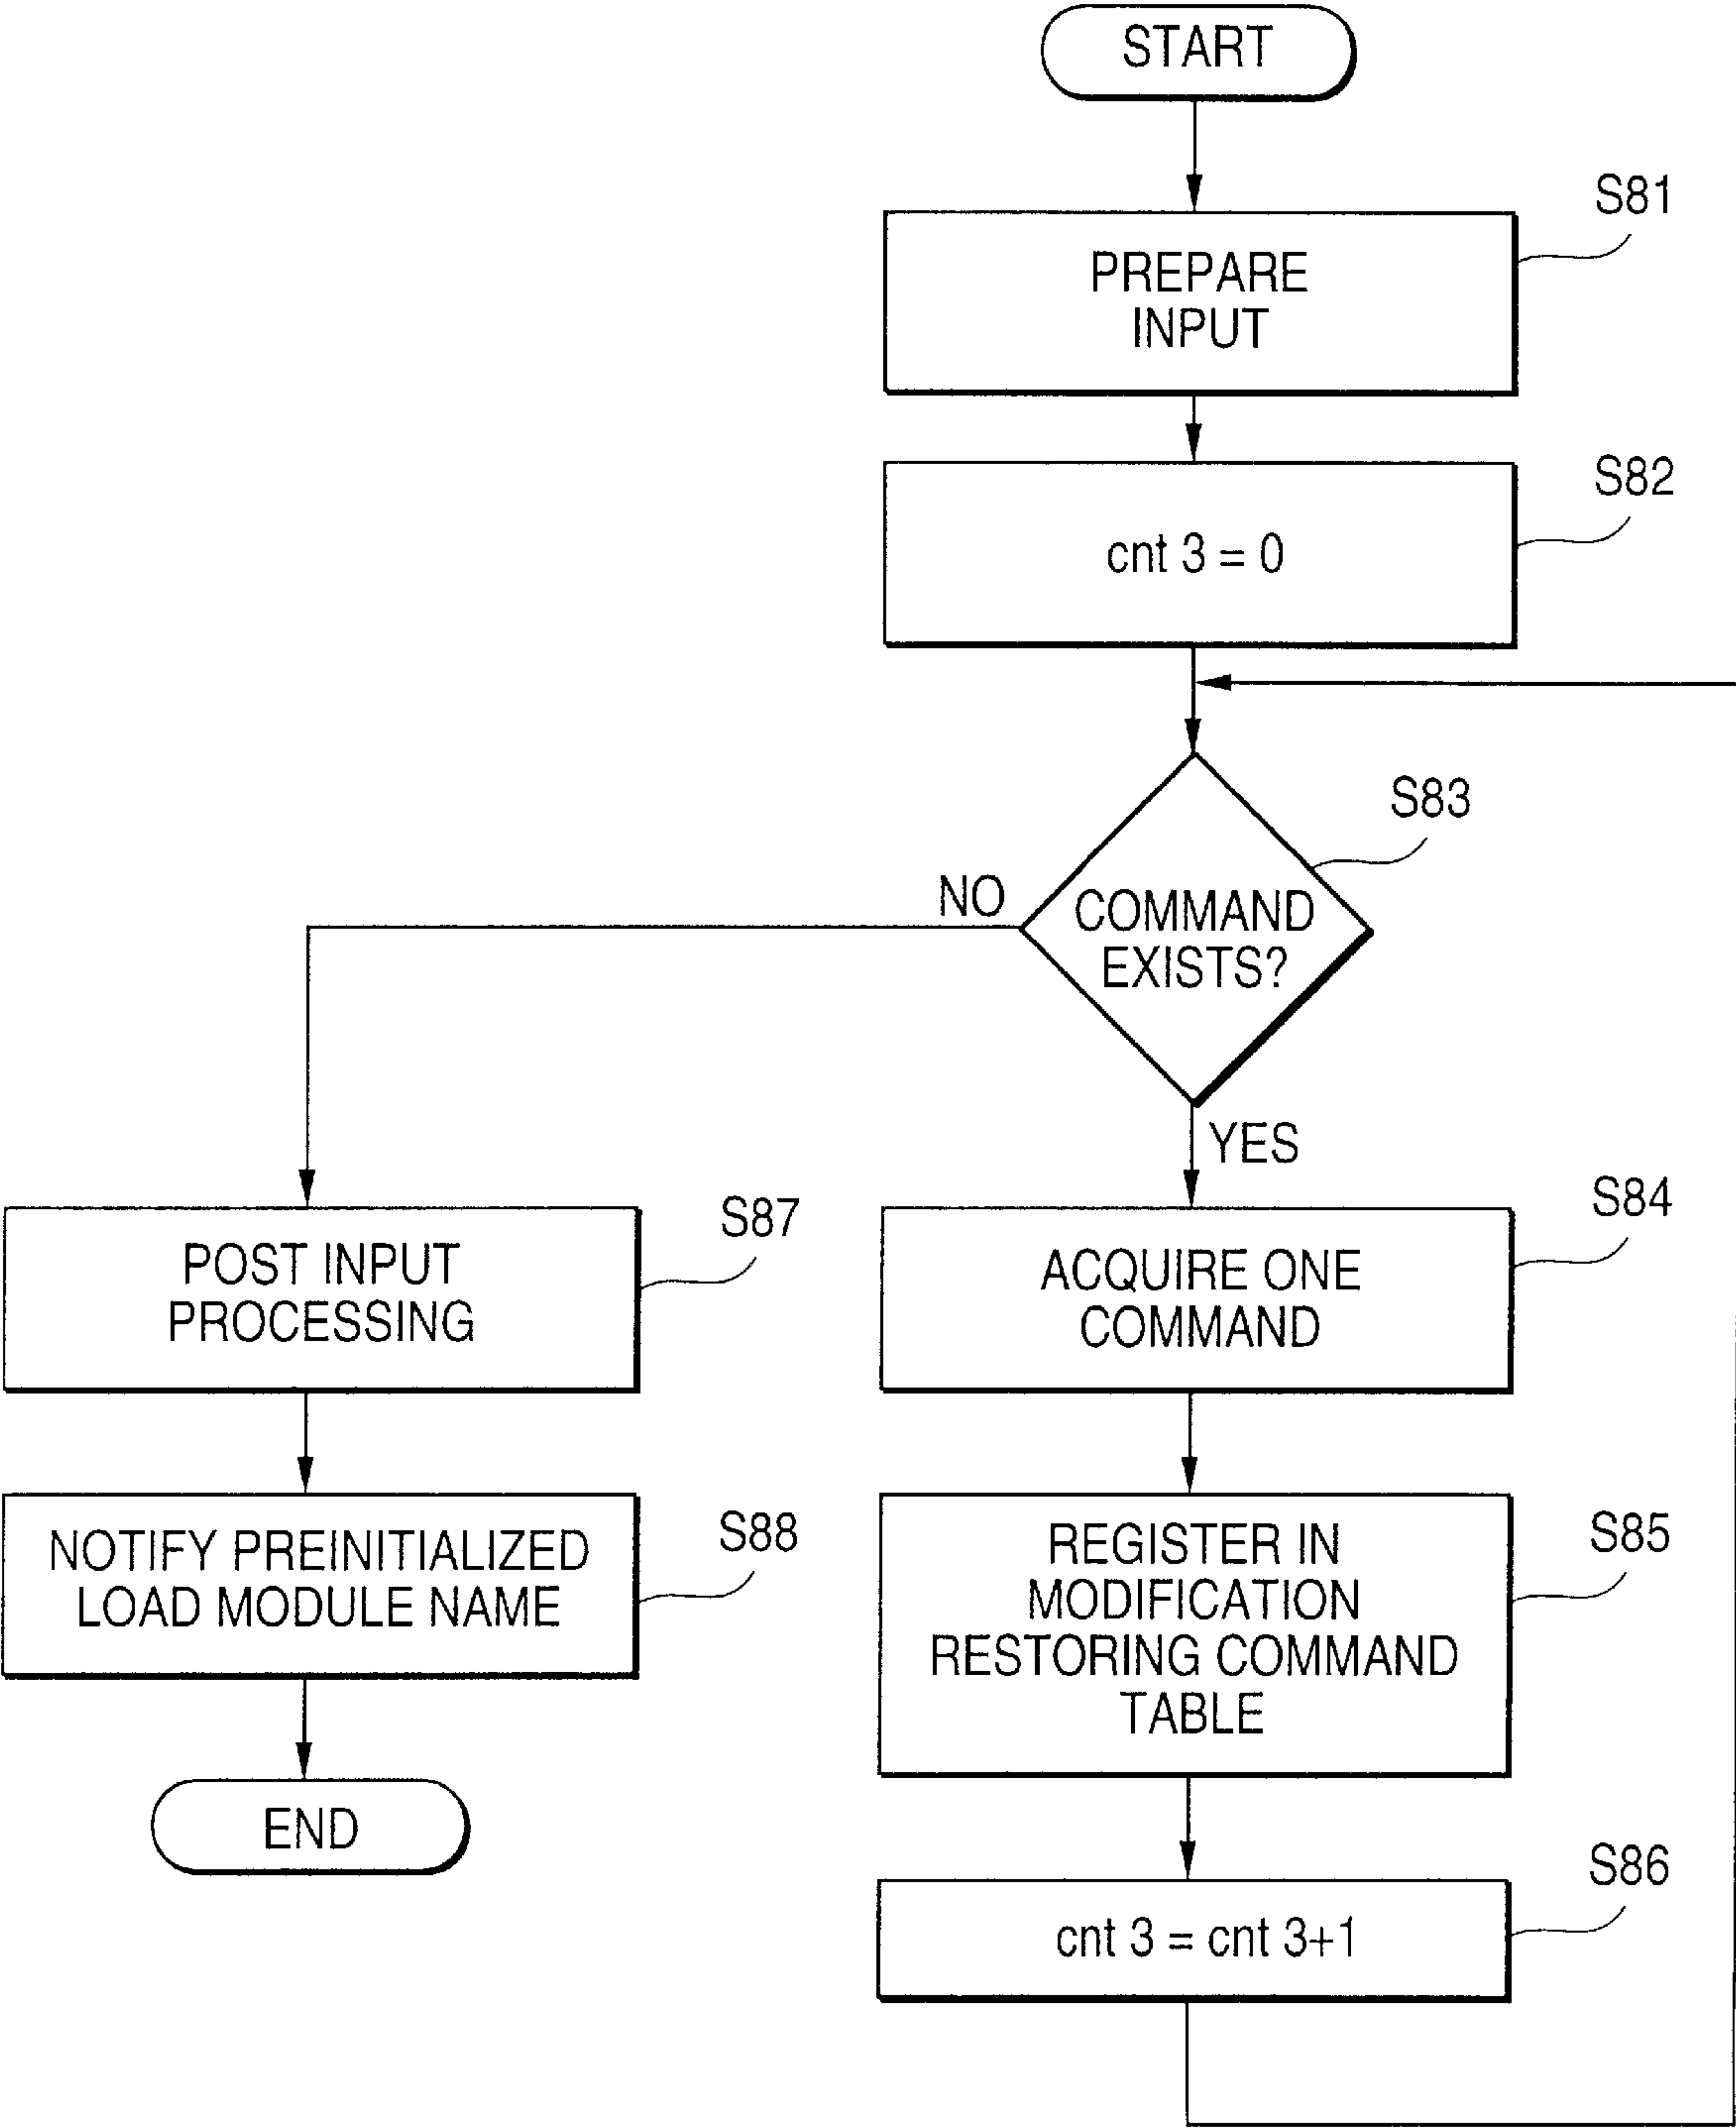 START
S81
PREPARE
INPUT
S82
cnt 3 = 0
S83
NO
COMMAND
EXISTS?
YES
S87
POST INPUT
PROCESSING
S84
ACQUIRE ONE
COMMAND
S88
NOTIFY PREINITIALIZED
LOAD MODULE NAME
S85
REGISTER IN
MODIFICATION
RESTORING COMMAND
TABLE
END
S86
cnt 3 = cnt 3+1